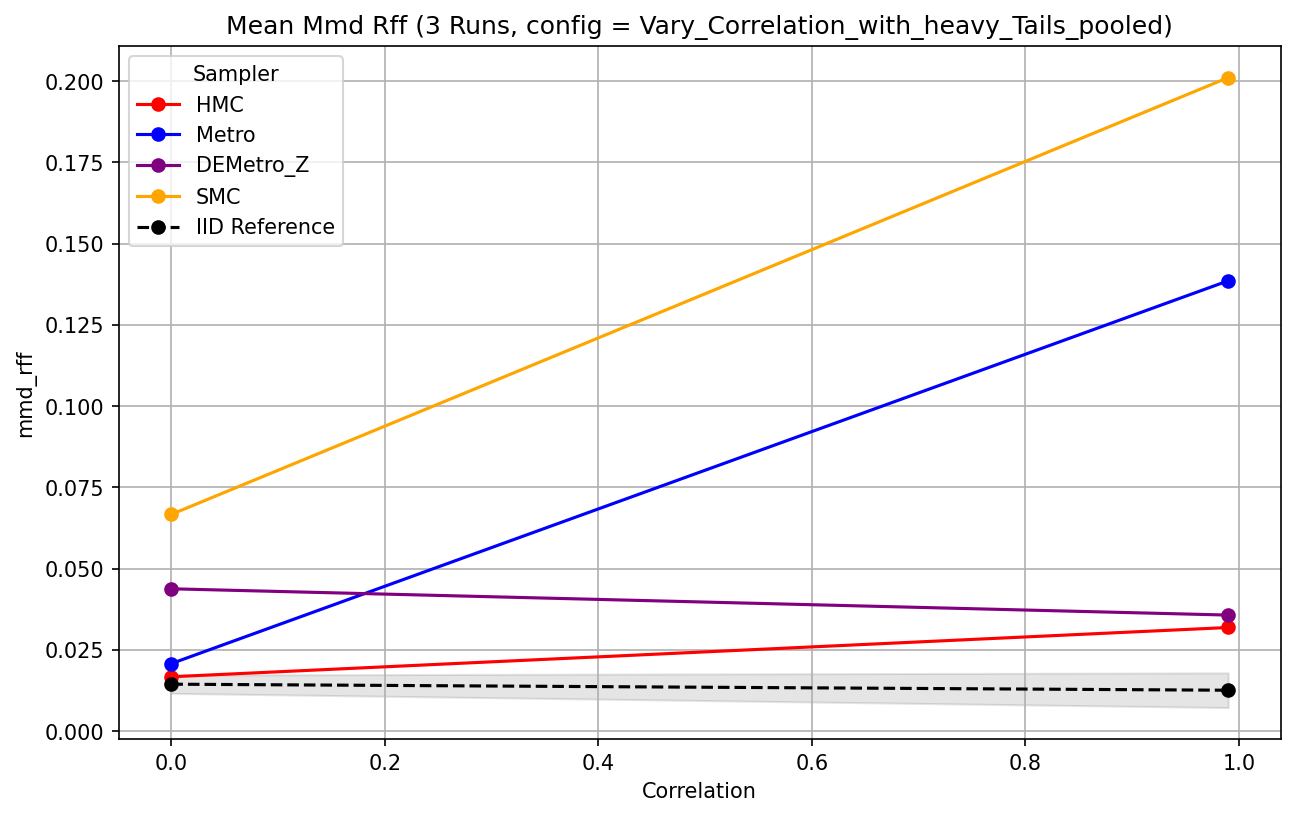 Mean Mmd Rff (3 Runs, config = Vary_Correlation_with_heavy_Tails_pooled)
Sampler
HMC
Metro
DEMetro_Z
SMC
IID Reference
mmd_rff
0.200
0.175
0.150
0.125
0.100
0.075
0.050
0.025
0.000
0.0 0.2 0.4 0.6 0.8 1.0
Correlation